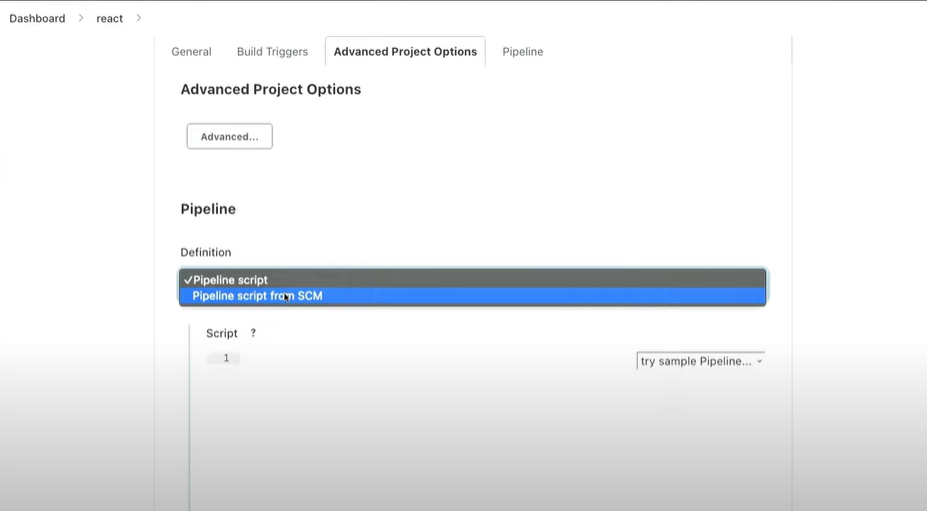 Dashboard > react >
General Build Triggers Advanced Project Options Pipeline
Advanced Project Options
Advanced...
Pipeline
Definition
✓Pipeline script
Pipeline script from SCM
Script ?
1
try sample Pipeline...